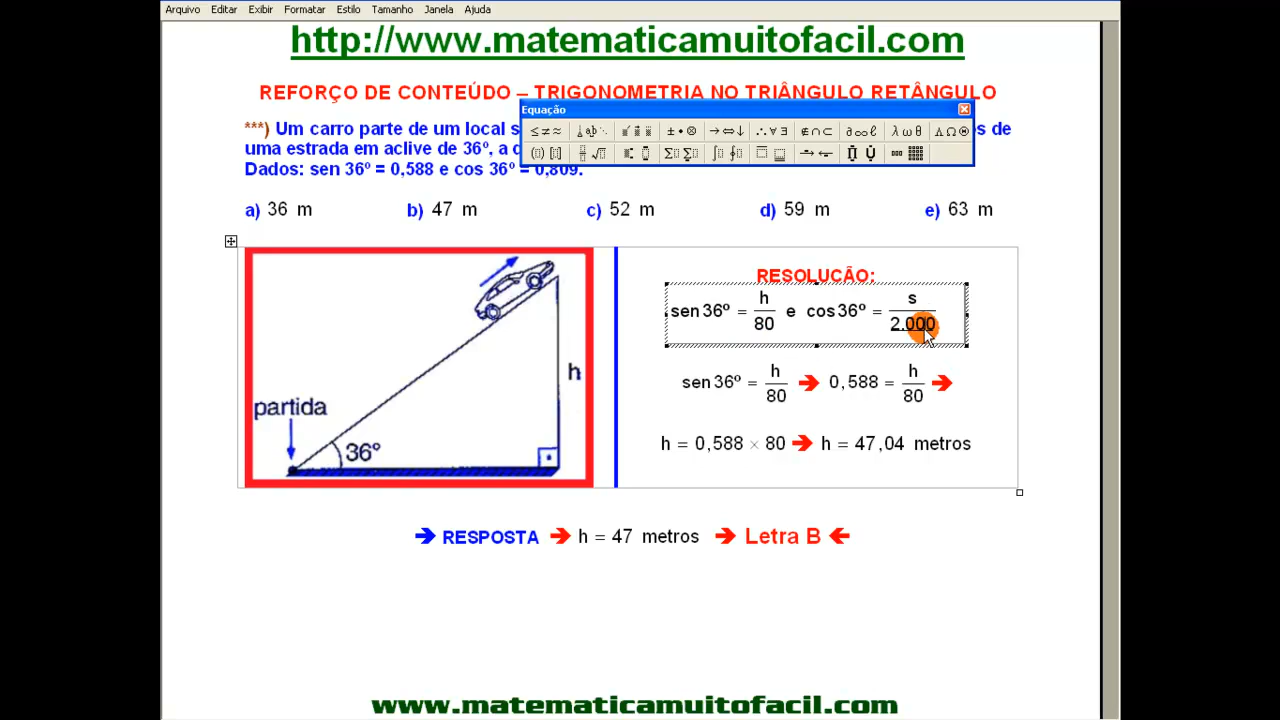 Arquivo Editar Exibir Formatar Estilo Tamanho Janela Ajuda
http://www.matematicamuitofacil.com
REFORÇO DE CONTEÚDO – TRIGONOMETRIA NO TRIÂNGULO RETÂNGULO
Equação
***) Um carro parte de um local s de
uma estrada em aclive de 36º, a d
Dados: sen 36º = 0,588 e cos 36º = 0,809.
a) 36 m b) 47 m c) 52 m d) 59 m e) 63 m
RESOLUCÃO:
sen 36º = h/80 e cos 36º = s/2.000
sen 36º = h/80 ➔ 0,588 = h/80 ➔
h = 0,588 × 80 ➔ h = 47,04 metros
h
partida
36°
➔ RESPOSTA ➔ h = 47 metros ➔ Letra B 🡰
www.matematicamuitofacil.com